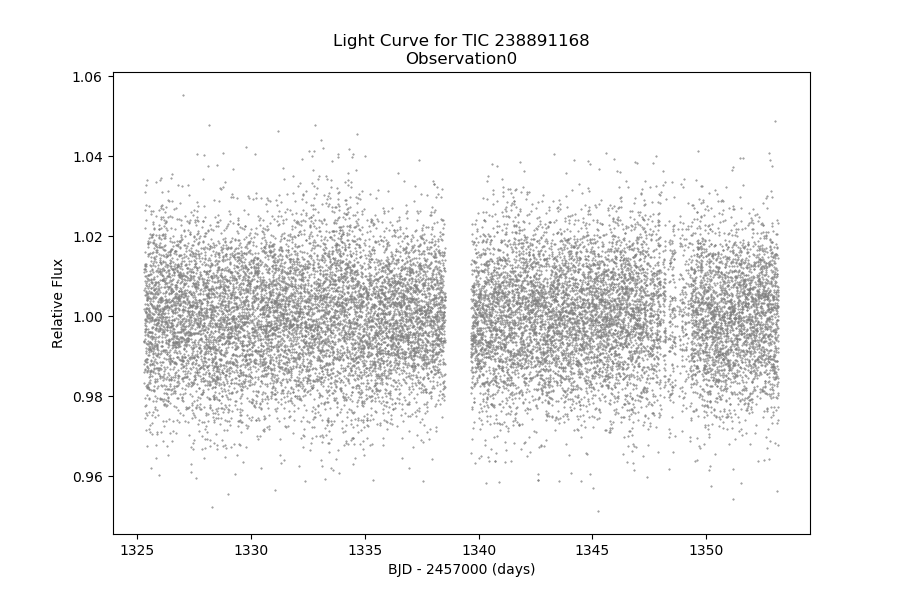 Light Curve for TIC 238891168
Observation0
1.06
1.04
1.02
1.00
0.98
0.96
Relative Flux
1325 1330 1335 1340 1345 1350
BJD - 2457000 (days)